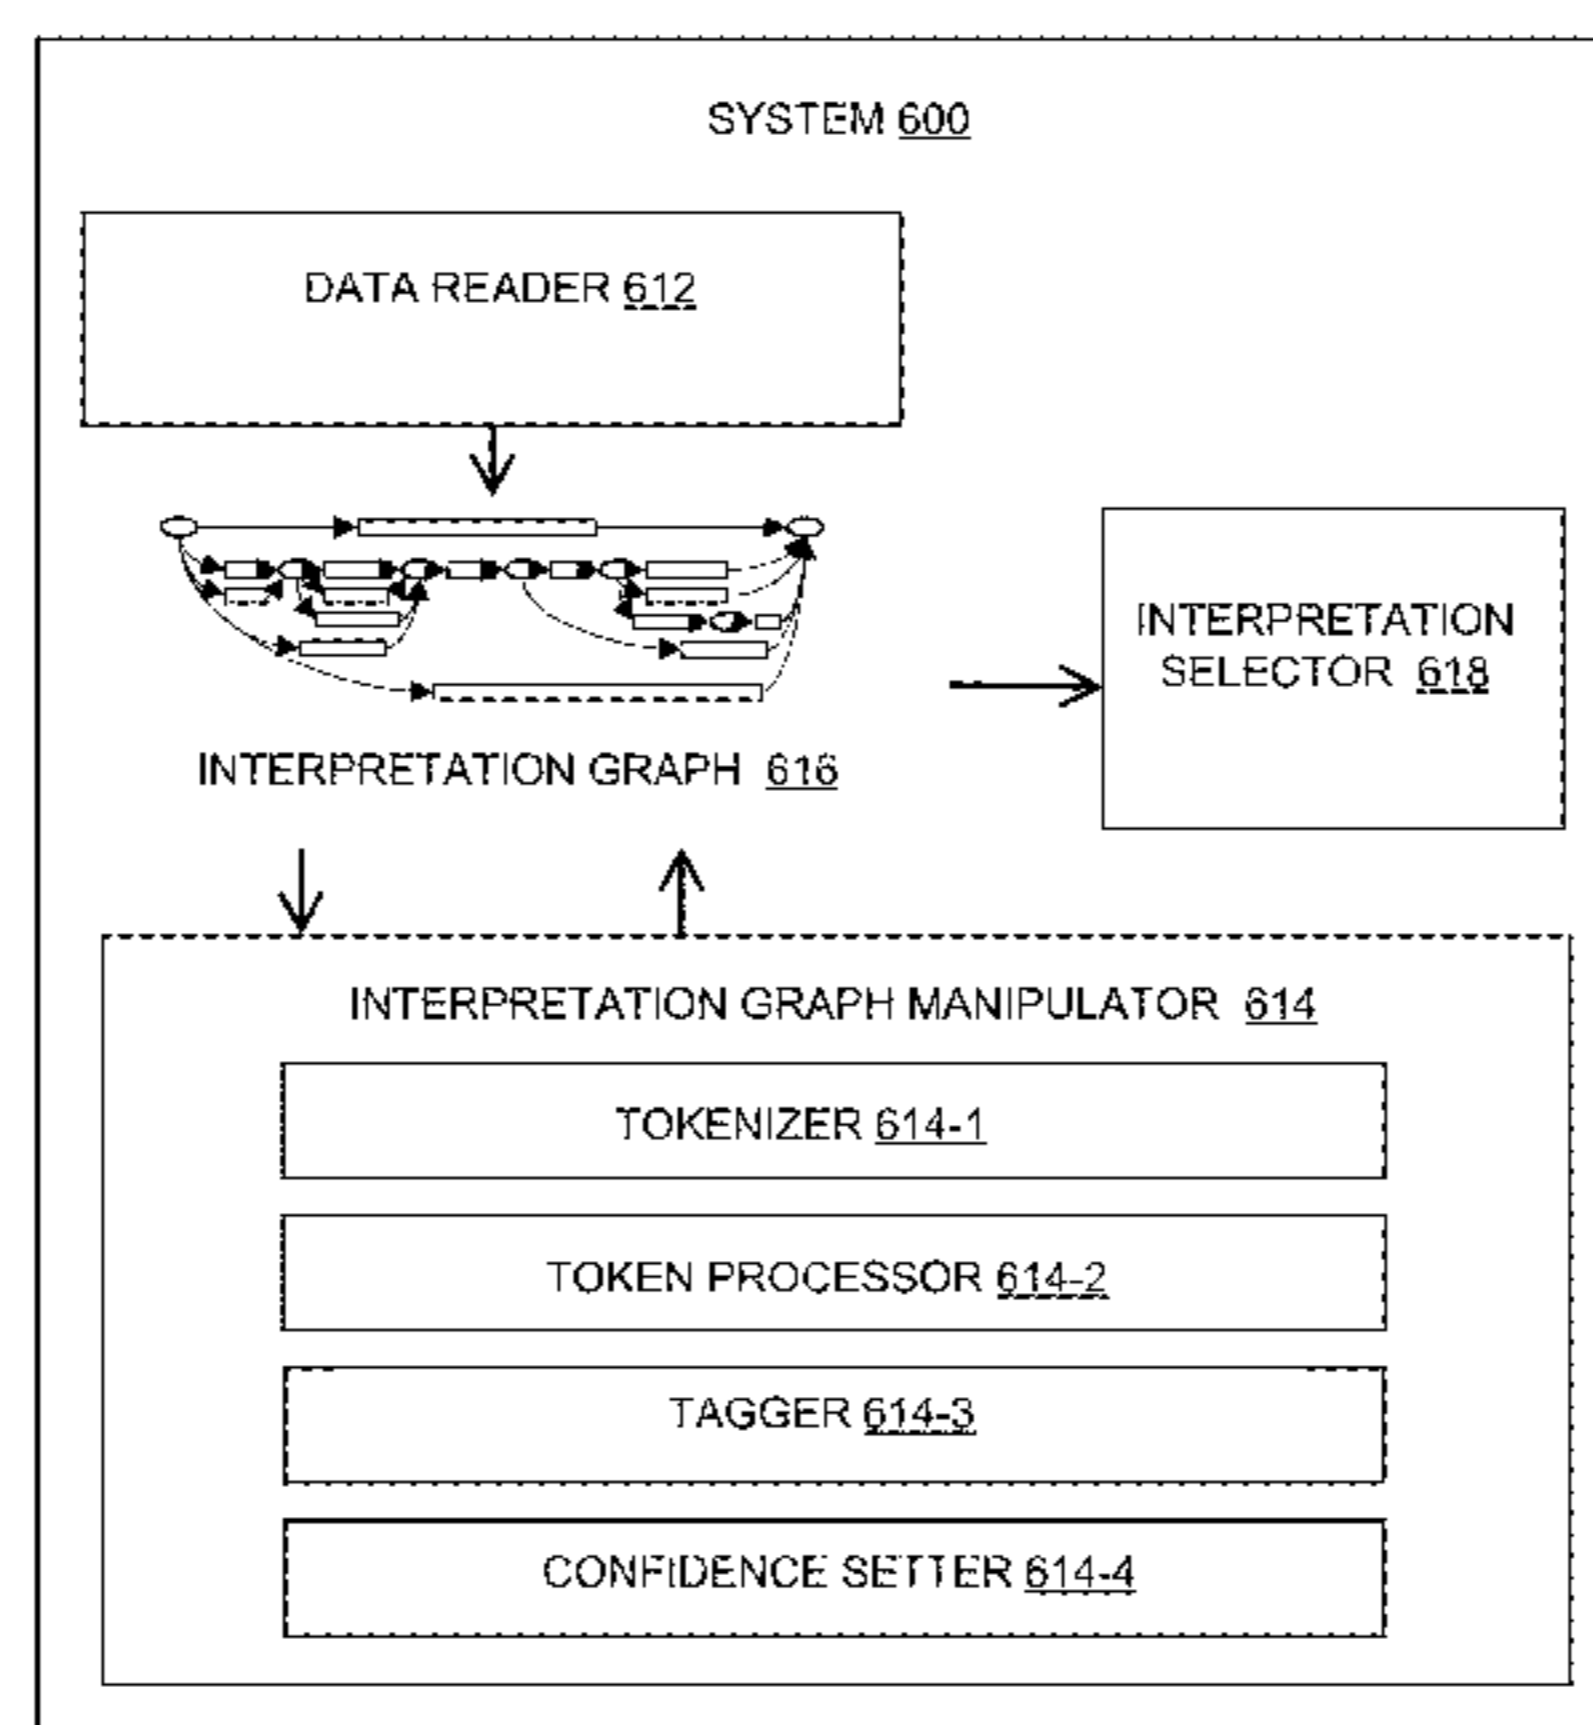 SYSTEM 600
DATA READER 612
INTERPRETATION
SELECTOR 618
INTERPRETATION GRAPH 616
INTERPRETATION GRAPH MANIPULATOR 614
TOKENIZER 614-1
TOKEN PROCESSOR 614-2
TAGGER 614-3
CONFIDENCE SETTER 614-4